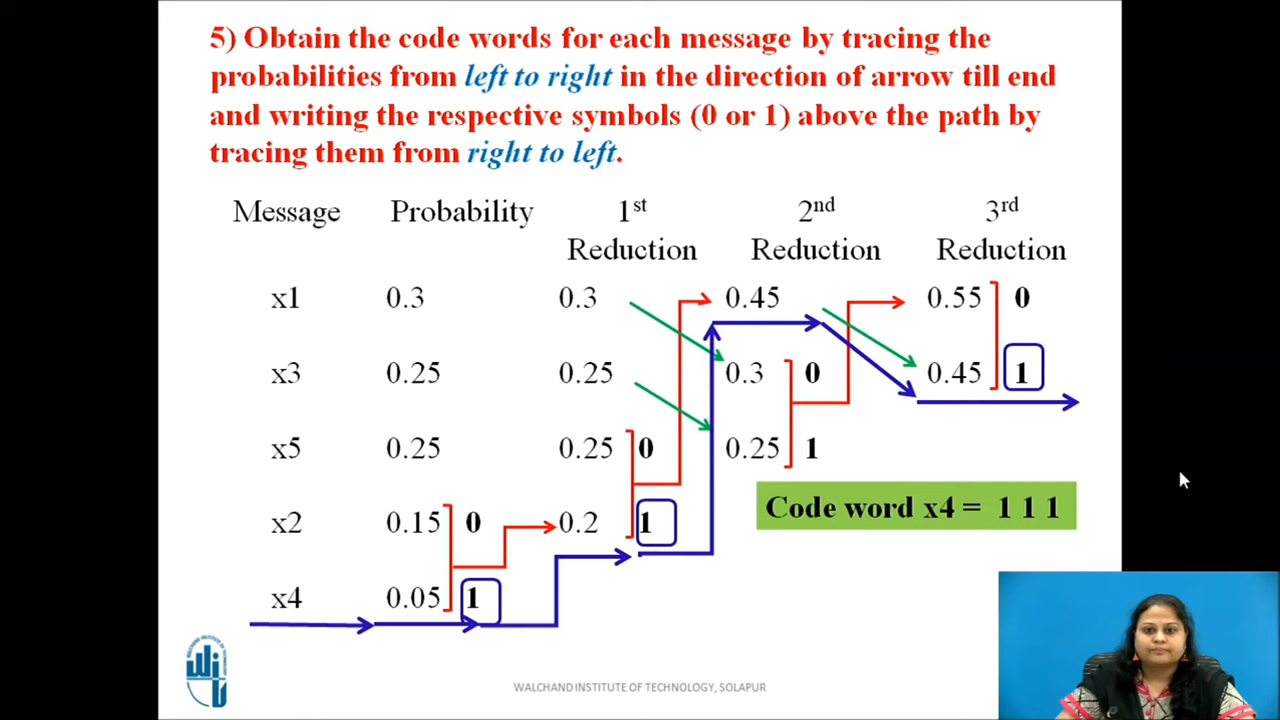 5) Obtain the code words for each message by tracing the
probabilities from left to right in the direction of arrow till end
and writing the respective symbols (0 or 1) above the path by
tracing them from right to left.
Message Probability 1st Reduction 2nd Reduction 3rd Reduction
x1 0.3 0.3 0.45 0.55 0
x3 0.25 0.25 0.3 0 0.45 1
x5 0.25 0.25 0 0.25 1
x2 0.15 0 0.2 1
Code word x4 = 1 1 1
x4 0.05 1
WALCHAND INSTITUTE OF TECHNOLOGY, SOLAPUR